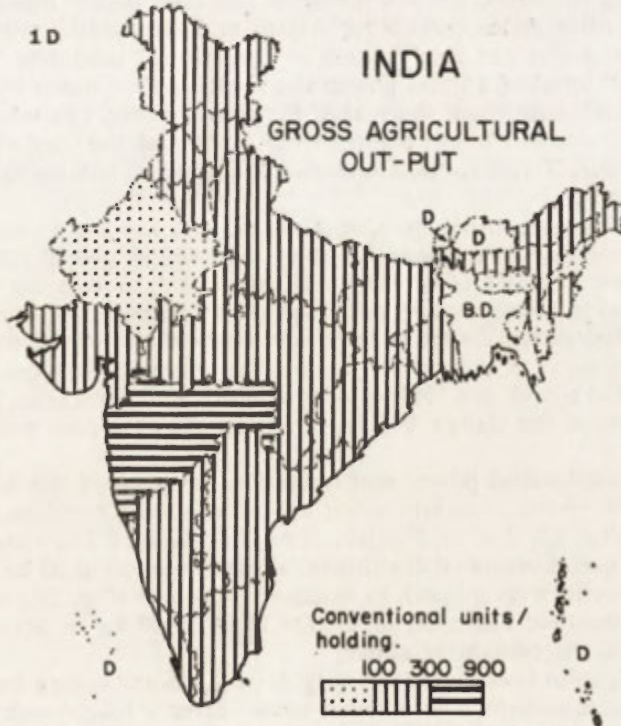 1D
INDIA
GROSS AGRICULTURAL
OUT-PUT
D
D
B.D.
D
D
Conventional units/
holding.
100 300 900